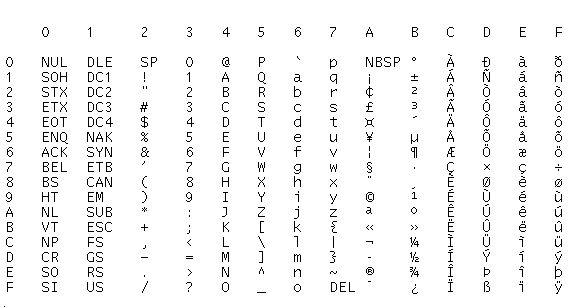 0 1 2 3 4 5 6 7 A B C D E F
0 NUL DLE SP 0 @ P ` p NBSP ° À Ð à ð
1 SOH DC1 ! 1 A Q a q ¡ ± Á Ñ á ñ
2 STX DC2 " 2 B R b r ¢ ² Â Ò â ò
3 ETX DC3 # 3 C S c s £ ³ Ã Ó ã ó
4 EOT DC4 $ 4 D T d t ¤ ´ Ä Ô ä ô
5 ENQ NAK % 5 E U e u ¥ µ Å Õ å õ
6 ACK SYN & 6 F V f v ¦ ¶ Æ Ö æ ö
7 BEL ETB ' 7 G W g w § · Ç × ç ÷
8 BS CAN ( 8 H X h x ¨ ¸ È Ø è ø
9 HT EM ) 9 I Y i y © ¹ É Ù é ù
A NL SUB * : J Z j z ª º Ê Ú ê ú
B VT ESC + ; K [ k { « » Ë Û ë û
C NP FS , < L \ l | ¬ ¼ Ì Ü ì ü
D CR GS - = M ] m } - ½ Í Ý í ý
E SO RS . > N ^ n ~ ® ¾ Î Þ î þ
F SI US / ? O _ o DEL ¯ ¿ Ï ß ï ÿ